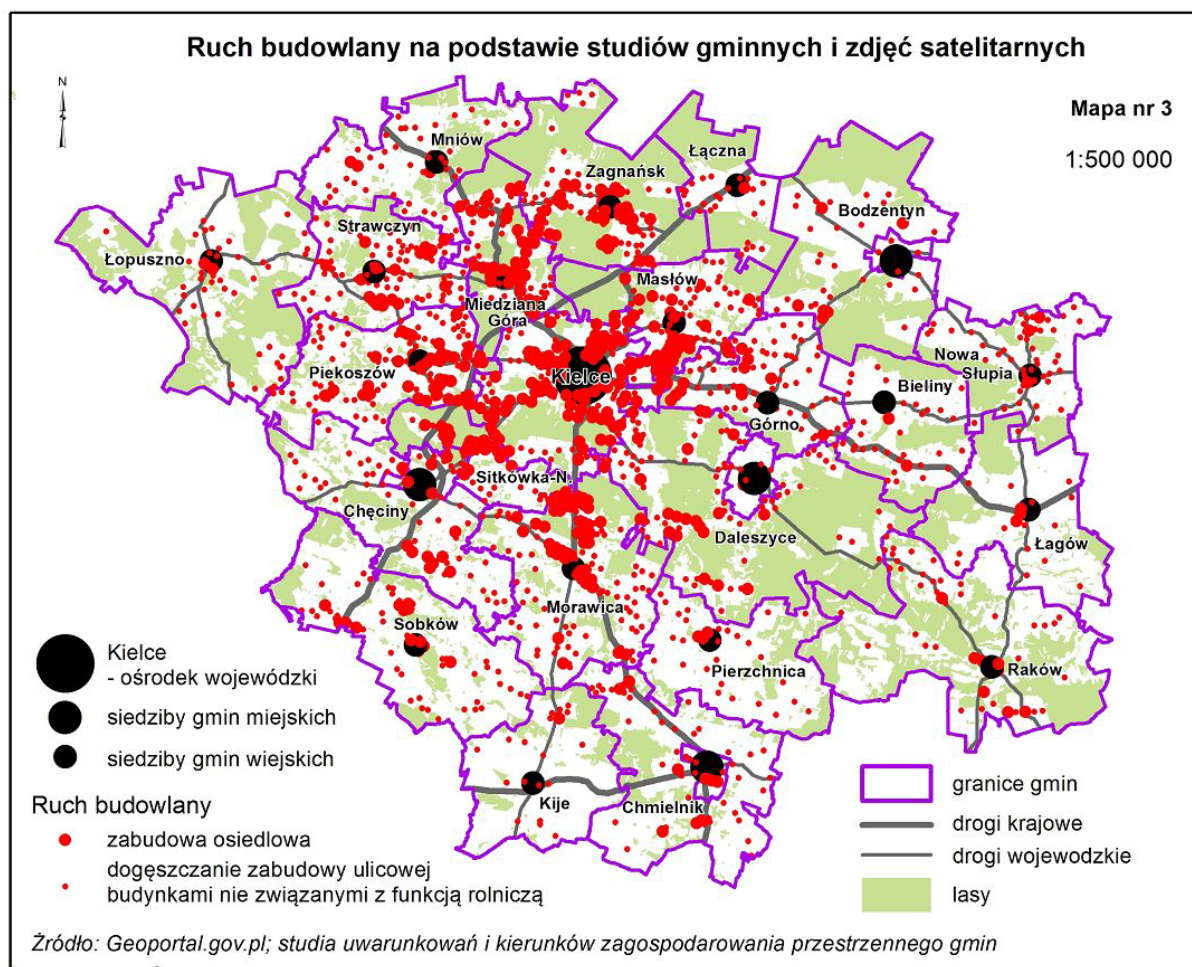 Ruch budowlany na podstawie studiów gminnych i zdjęć satelitarnych
N
Mapa nr 3
1:500 000
Mniów
Łączna
Zagnańsk
Bodzentyn
Strawczyn
Łopuszno
Masłów
Miedziana
Góra
Nowa
Słupia
Piekoszów
Kielce
Bieliny
Górno
Sitkówka-N.
Chęciny
Daleszyce
Łagów
Morawica
Sobków
Pierzchnica
Raków
Kije
Chmielnik
Kielce
- ośrodek wojewódzki
siedziby gmin miejskich
siedziby gmin wiejskich
Ruch budowlany
zabudowa osiedlowa
dogęszczanie zabudowy ulicowej
budynkami nie związanymi z funkcją rolniczą
granice gmin
drogi krajowe
drogi wojewodzkie
lasy
Źródło: Geoportal.gov.pl; studia uwarunkowań i kierunków zagospodarowania przestrzennego gmin